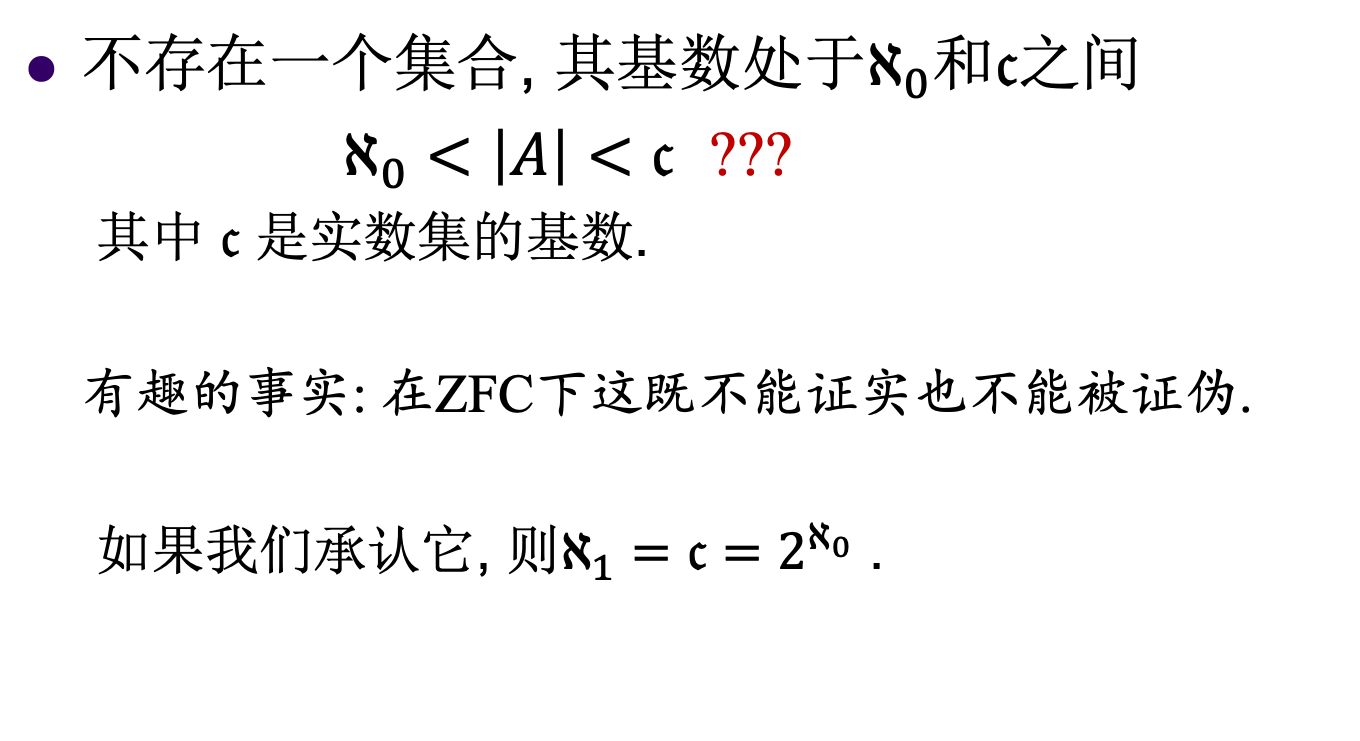 • 不存在一个集合, 其基数处于ℵ₀和𝔠之间
ℵ₀ < |A| < 𝔠 ???
其中 𝔠 是实数集的基数.
有趣的事实: 在ZFC下这既不能证实也不能被证伪.
如果我们承认它, 则ℵ₁ = 𝔠 = 2^ℵ₀ .